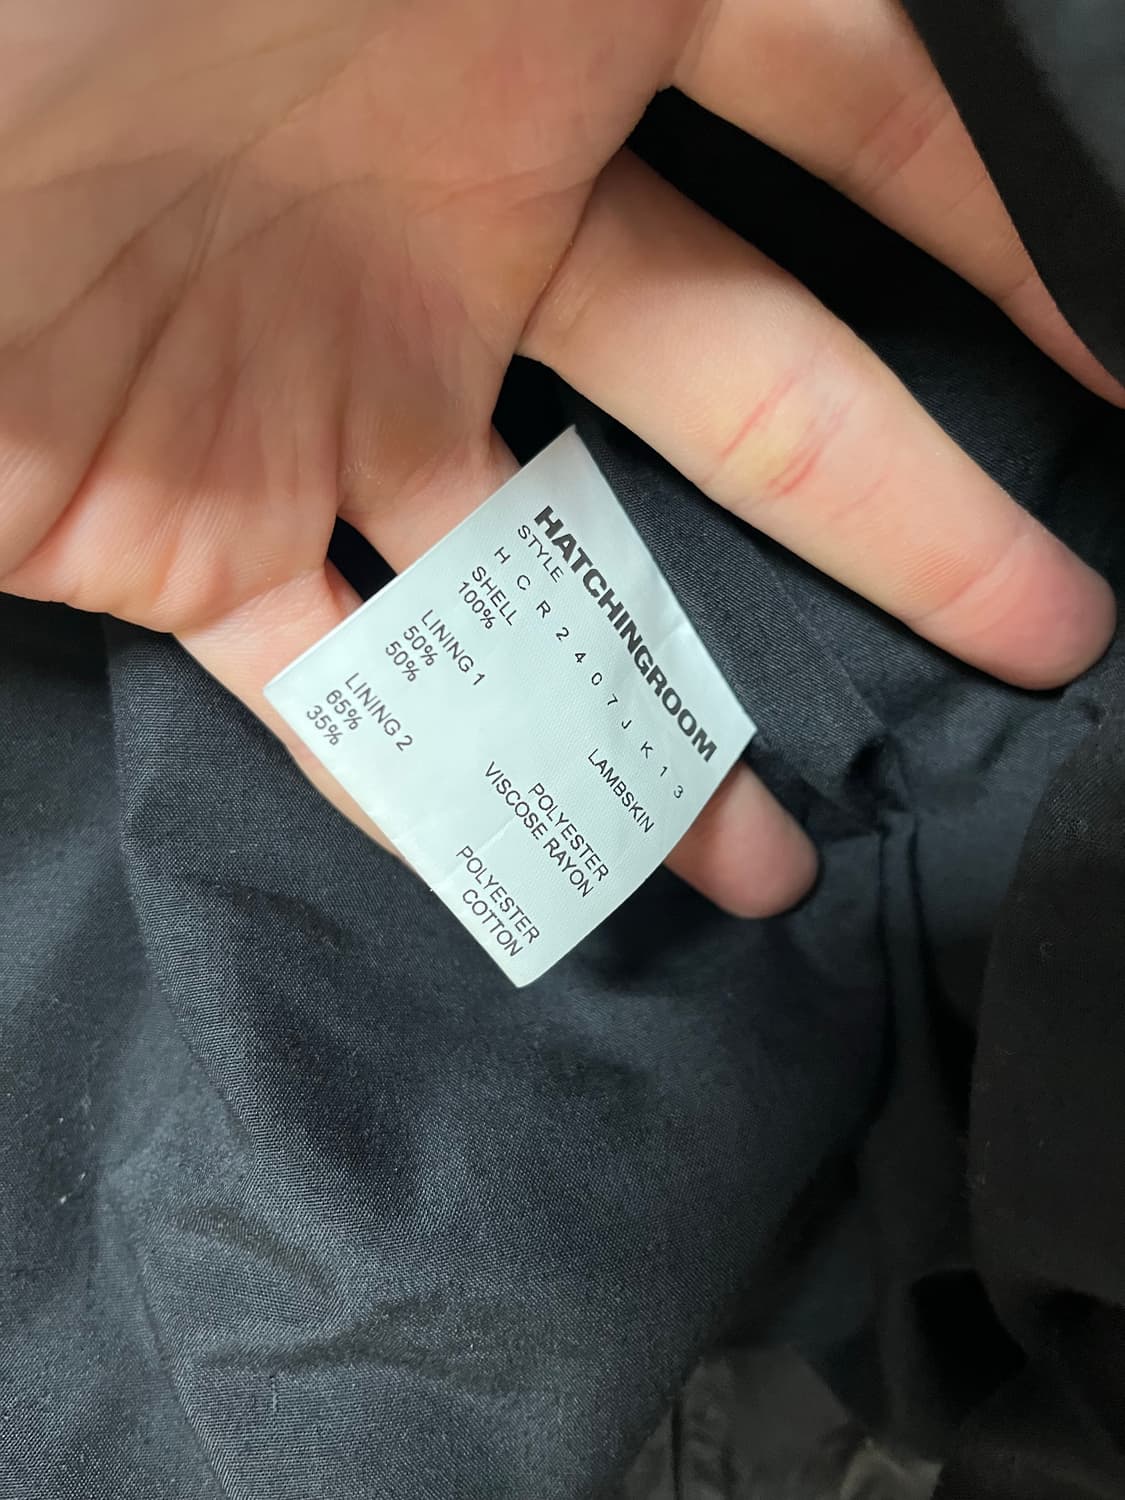 HATCHINGROOM
STYLE
H C R 2 4 0 7 J K 1 3
SHELL
100% LAMBSKIN
LINING 1
50% POLYESTER
50% VISCOSE RAYON
LINING 2
65% POLYESTER
35% COTTON